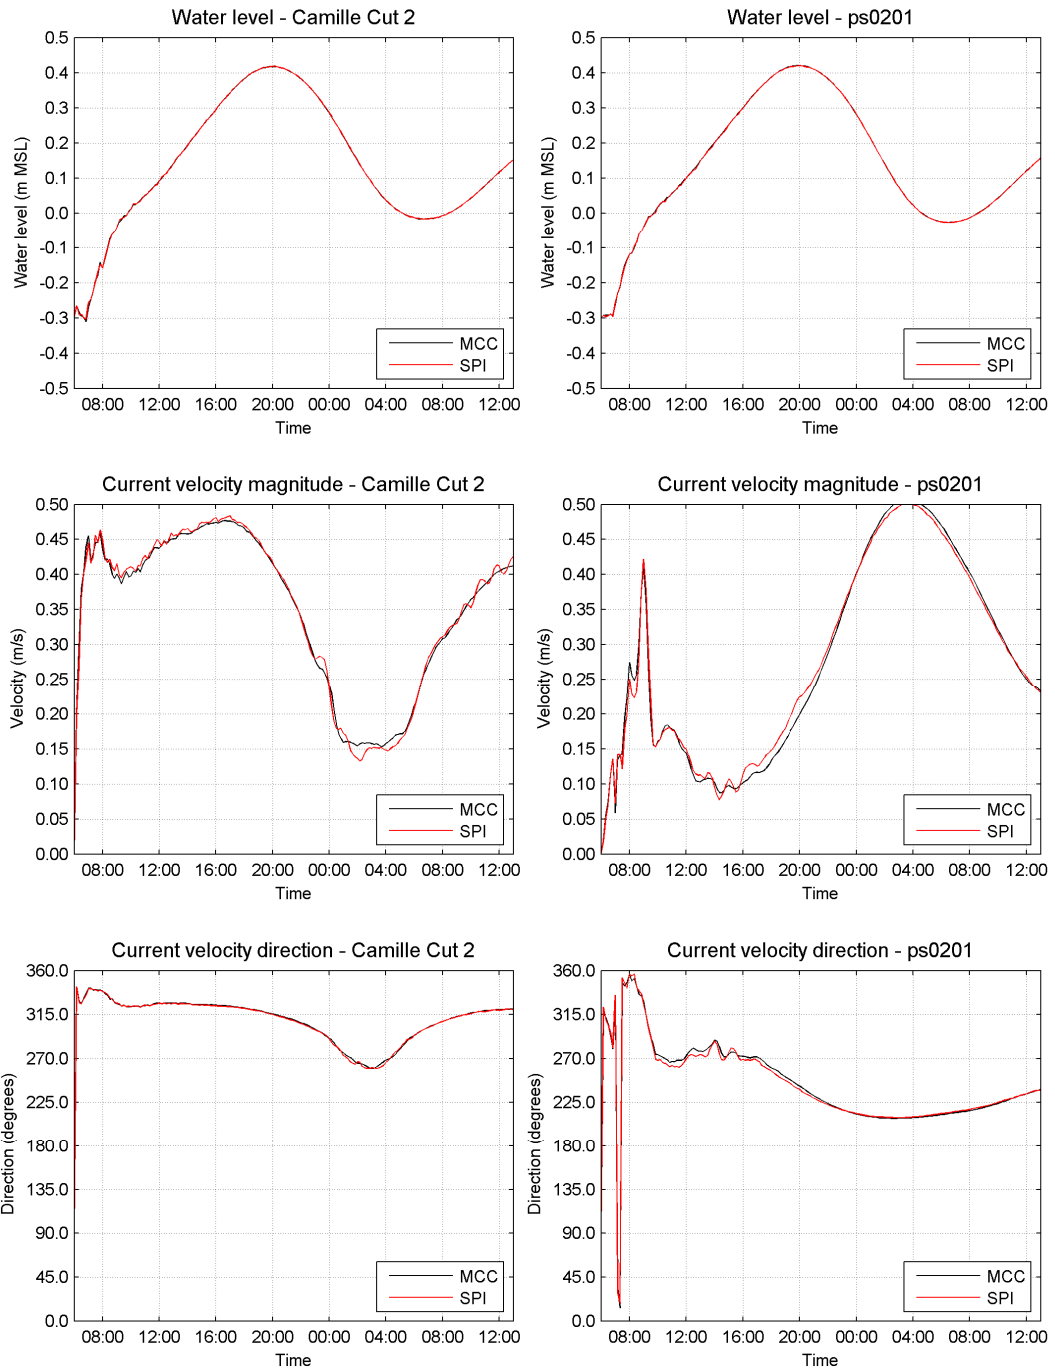 Water level - Camille Cut 2
0.5
0.4
0.3
0.2
0.1
0.0
-0.1
-0.2
-0.3
-0.4
-0.5
Water level (m MSL)
08:00 12:00 16:00 20:00 00:00 04:00 08:00 12:00
Time
MCC
SPI
Water level - ps0201
0.5
0.4
0.3
0.2
0.1
0.0
-0.1
-0.2
-0.3
-0.4
-0.5
Water level (m MSL)
08:00 12:00 16:00 20:00 00:00 04:00 08:00 12:00
Time
MCC
SPI
Current velocity magnitude - Camille Cut 2
0.50
0.45
0.40
0.35
0.30
0.25
0.20
0.15
0.10
0.05
0.00
Velocity (m/s)
08:00 12:00 16:00 20:00 00:00 04:00 08:00 12:00
Time
MCC
SPI
Current velocity magnitude - ps0201
0.50
0.45
0.40
0.35
0.30
0.25
0.20
0.15
0.10
0.05
0.00
Velocity (m/s)
08:00 12:00 16:00 20:00 00:00 04:00 08:00 12:00
Time
MCC
SPI
Current velocity direction - Camille Cut 2
360.0
315.0
270.0
225.0
180.0
135.0
90.0
45.0
0.0
Direction (degrees)
08:00 12:00 16:00 20:00 00:00 04:00 08:00 12:00
Time
MCC
SPI
Current velocity direction - ps0201
360.0
315.0
270.0
225.0
180.0
135.0
90.0
45.0
0.0
Direction (degrees)
08:00 12:00 16:00 20:00 00:00 04:00 08:00 12:00
Time
MCC
SPI